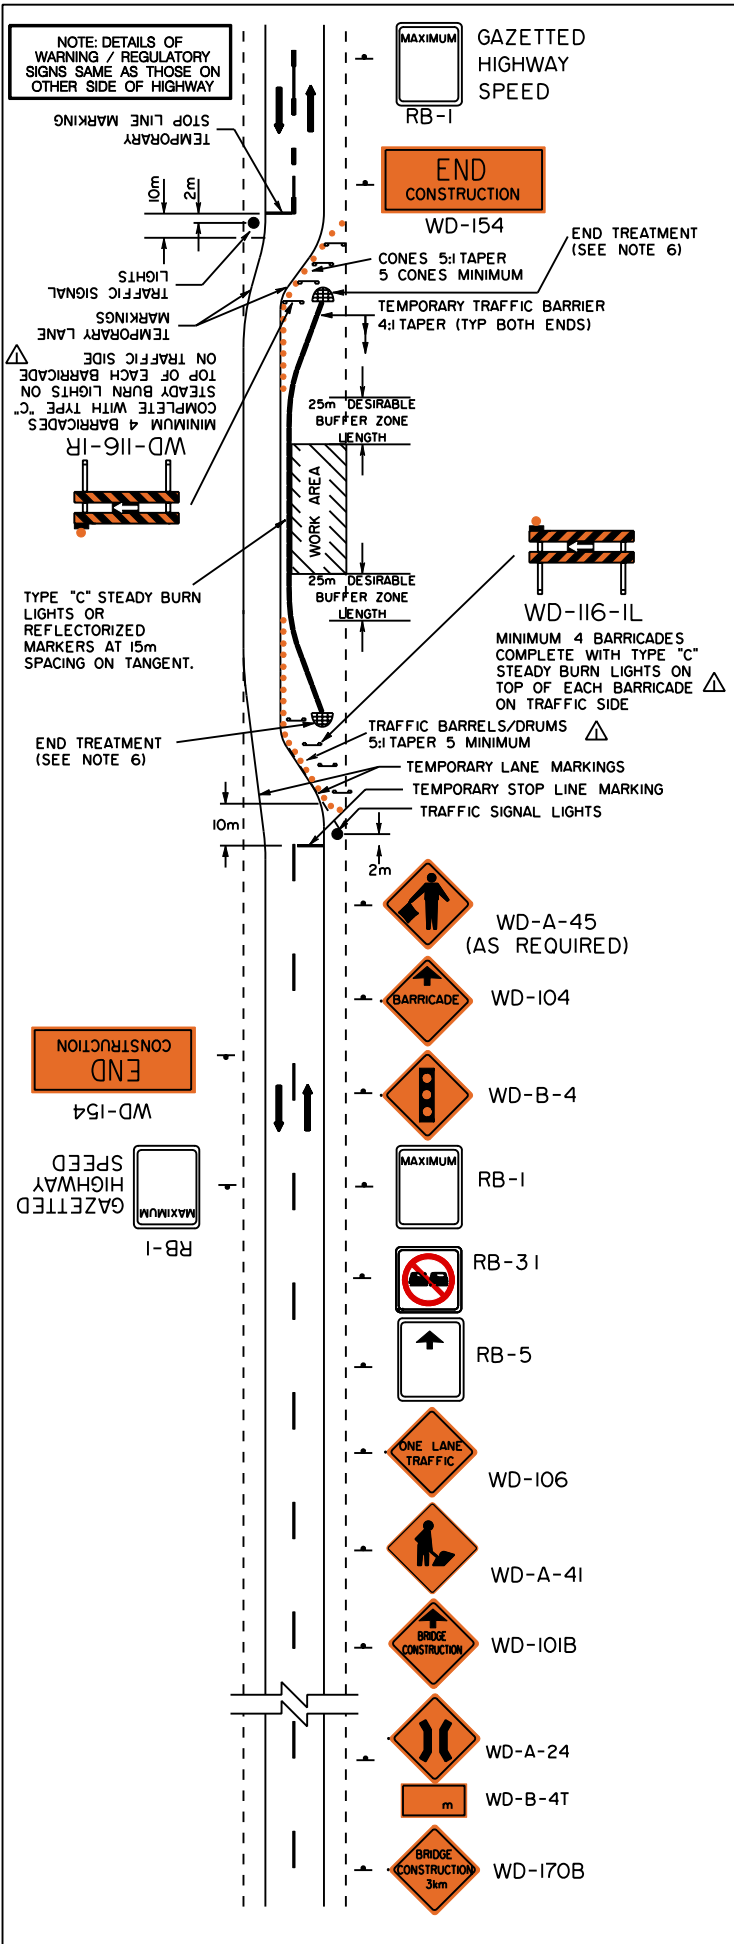 NOTE: DETAILS OF
WARNING / REGULATORY
SIGNS SAME AS THOSE ON
OTHER SIDE OF HIGHWAY
MAXIMUM
RB-1
GAZETTED
HIGHWAY
SPEED
TEMPORARY
STOP LINE MARKING
END
CONSTRUCTION
WD-154
10m
2m
END TREATMENT
(SEE NOTE 6)
CONES 5:1 TAPER
5 CONES MINIMUM
TRAFFIC SIGNAL
LIGHTS
TEMPORARY TRAFFIC BARRIER
4:1 TAPER (TYP BOTH ENDS)
TEMPORARY LANE
MARKINGS
WD-116-1R
MINIMUM 4 BARRICADES
COMPLETE WITH TYPE "C"
STEADY BURN LIGHTS ON
TOP OF EACH BARRICADE
ON TRAFFIC SIDE
1
25m DESIRABLE
BUFFER ZONE
LENGTH
WORK AREA
25m DESIRABLE
BUFFER ZONE
LENGTH
TYPE "C" STEADY BURN
LIGHTS OR
REFLECTORIZED
MARKERS AT 15m
SPACING ON TANGENT.
WD-116-1L
MINIMUM 4 BARRICADES
COMPLETE WITH TYPE "C"
STEADY BURN LIGHTS ON
TOP OF EACH BARRICADE
ON TRAFFIC SIDE
1
TRAFFIC BARRELS/DRUMS
5:1 TAPER 5 MINIMUM
1
END TREATMENT
(SEE NOTE 6)
TEMPORARY LANE MARKINGS
TEMPORARY STOP LINE MARKING
TRAFFIC SIGNAL LIGHTS
10m
2m
WD-A-45
(AS REQUIRED)
BARRICADE
WD-104
END
CONSTRUCTION
WD-154
WD-B-4
GAZETTED
HIGHWAY
SPEED
MAXIMUM
RB-1
MAXIMUM
RB-1
RB-31
RB-5
ONE LANE
TRAFFIC
WD-106
WD-A-41
BRIDGE
CONSTRUCTION
WD-101B
WD-A-24
m
WD-B-4T
BRIDGE
CONSTRUCTION
3km
WD-170B